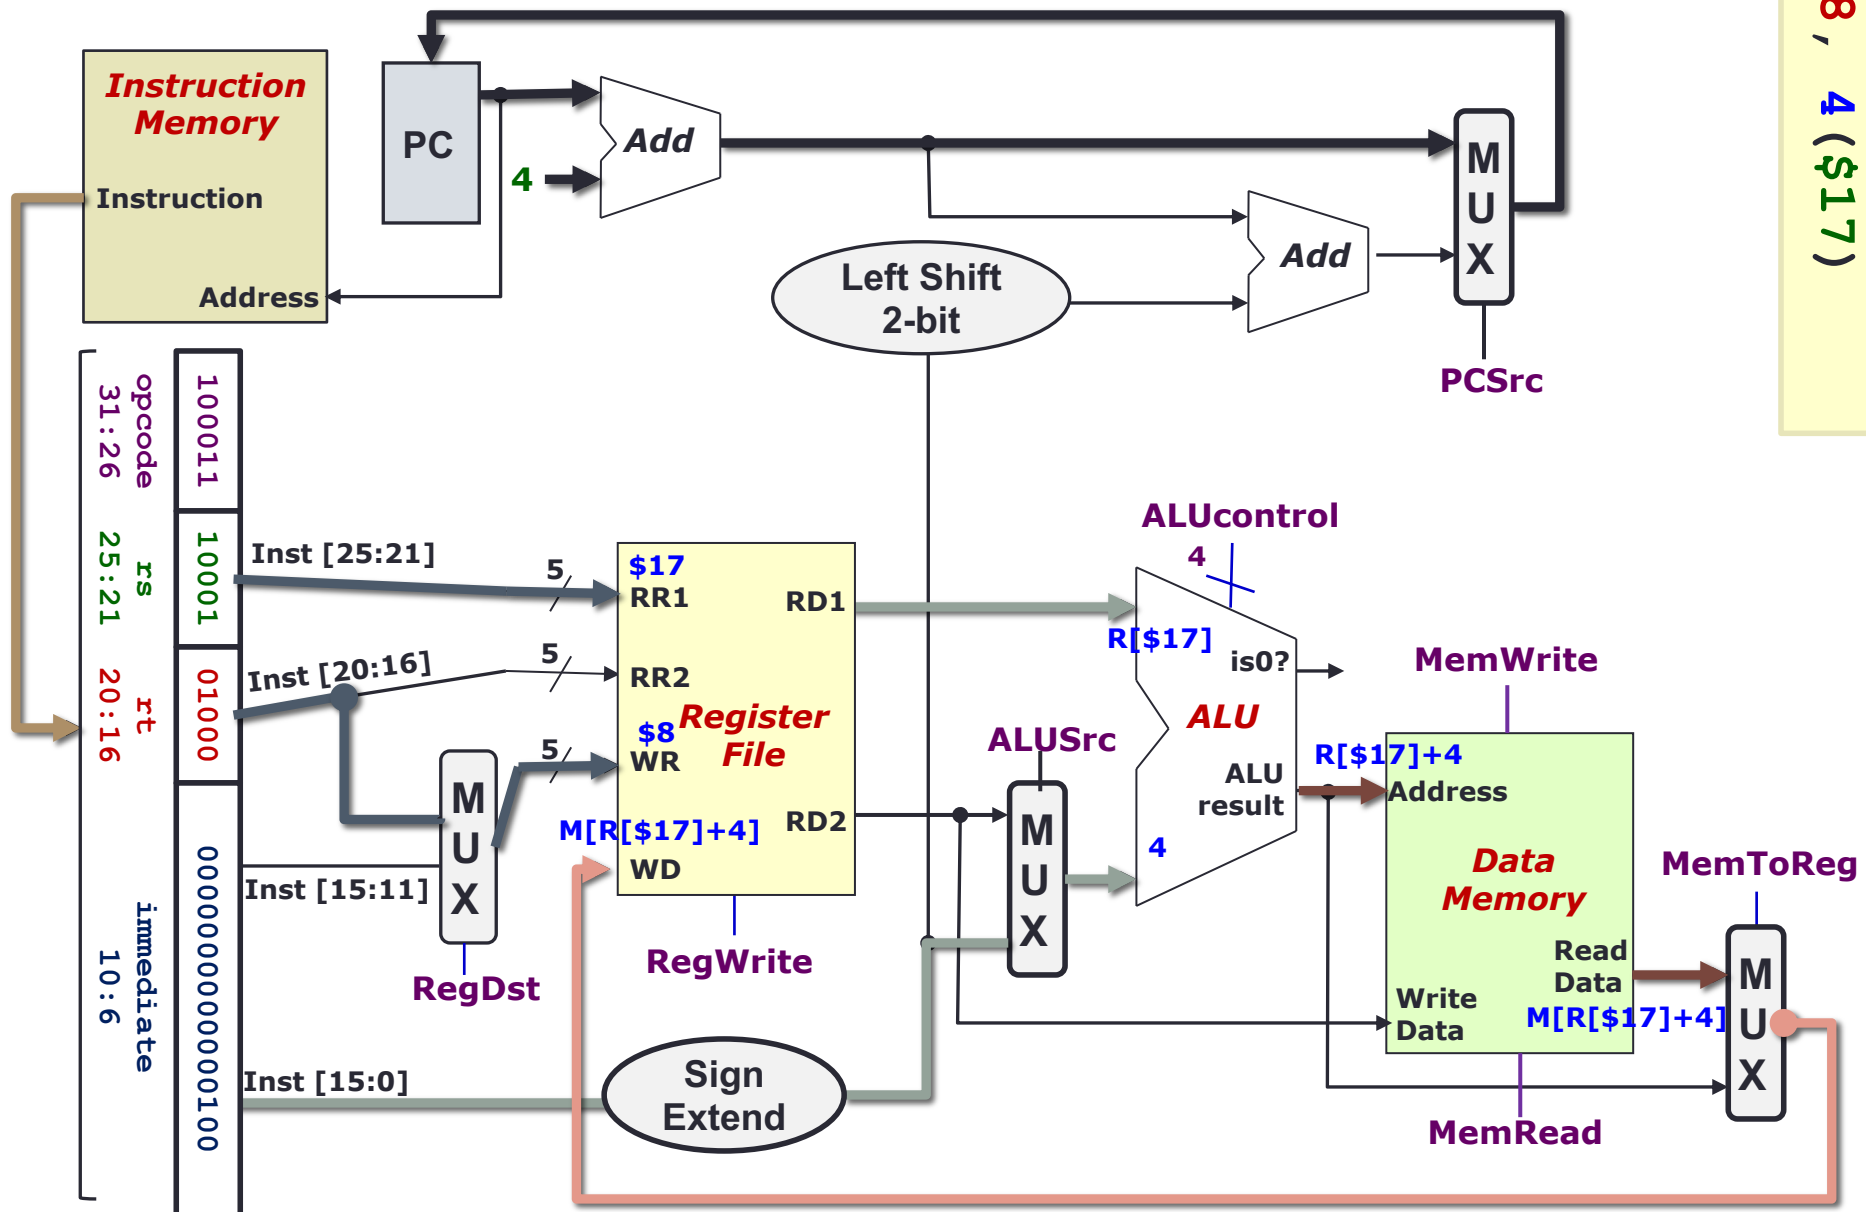 8, 4($17)
Instruction
Memory
Instruction
Address
PC
4
Add
Add
M
U
X
PCSrc
Left Shift
2-bit
opcode
31:26
100011
rs
25:21
10001
rt
20:16
01000
immediate
10:6
0000000000000100
Inst [25:21]
5
Inst [20:16]
5
5
Inst [15:11]
Inst [15:0]
M
U
X
RegDst
$17
RR1
RR2
$8
WR
M[R[$17]+4]
WD
Register
File
RD1
RD2
RegWrite
Sign
Extend
ALUSrc
M
U
X
ALUcontrol
4
R[$17]
is0?
ALU
ALU
result
4
MemWrite
R[$17]+4
Address
Data
Memory
Read
Data
Write
Data
M[R[$17]+4]
MemRead
MemToReg
M
U
X